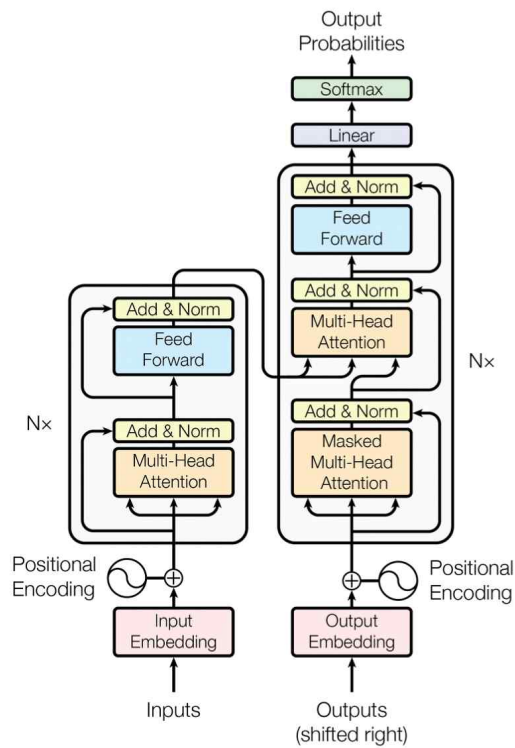 Output
Probabilities
Softmax
Linear
Add & Norm
Feed
Forward
Add & Norm
Multi-Head
Attention
Add & Norm
Masked
Multi-Head
Attention
Nx
Positional
Encoding
Output
Embedding
Outputs
(shifted right)
Add & Norm
Feed
Forward
Add & Norm
Multi-Head
Attention
N×
Positional
Encoding
Input
Embedding
Inputs